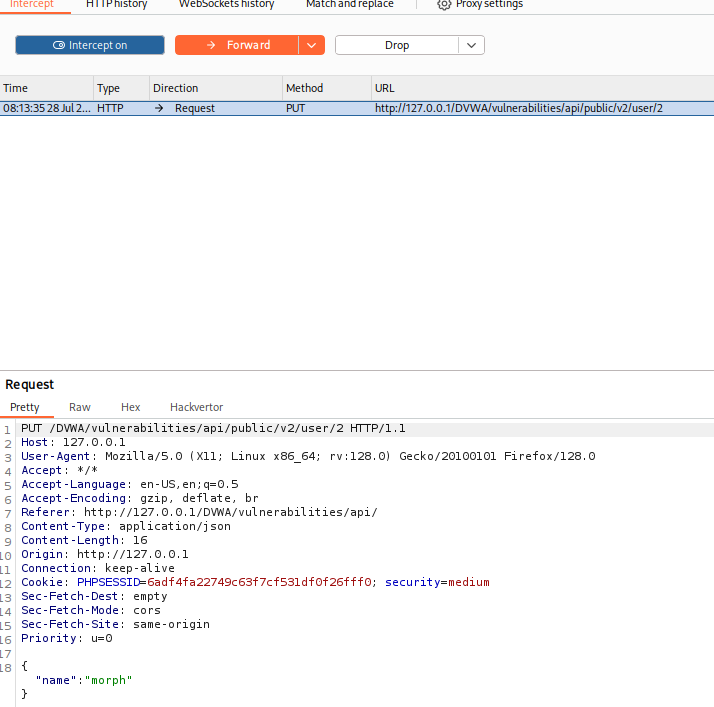 Intercept HTTP history WebSockets history Match and replace Proxy settings
Intercept on Forward Drop
Time Type Direction Method URL
08:13:35 28 Jul 2... HTTP Request PUT http://127.0.0.1/DVWA/vulnerabilities/api/public/v2/user/2
Request
Pretty Raw Hex Hackvertor
1 PUT /DVWA/vulnerabilities/api/public/v2/user/2 HTTP/1.1
2 Host: 127.0.0.1
3 User-Agent: Mozilla/5.0 (X11; Linux x86_64; rv:128.0) Gecko/20100101 Firefox/128.0
4 Accept: */*
5 Accept-Language: en-US,en;q=0.5
6 Accept-Encoding: gzip, deflate, br
7 Referer: http://127.0.0.1/DVWA/vulnerabilities/api/
8 Content-Type: application/json
9 Content-Length: 16
10 Origin: http://127.0.0.1
11 Connection: keep-alive
12 Cookie: PHPSESSID=6adf4fa22749c63f7cf531df0f26fff0; security=medium
13 Sec-Fetch-Dest: empty
14 Sec-Fetch-Mode: cors
15 Sec-Fetch-Site: same-origin
16 Priority: u=0
17
18 {
"name":"morph"
}